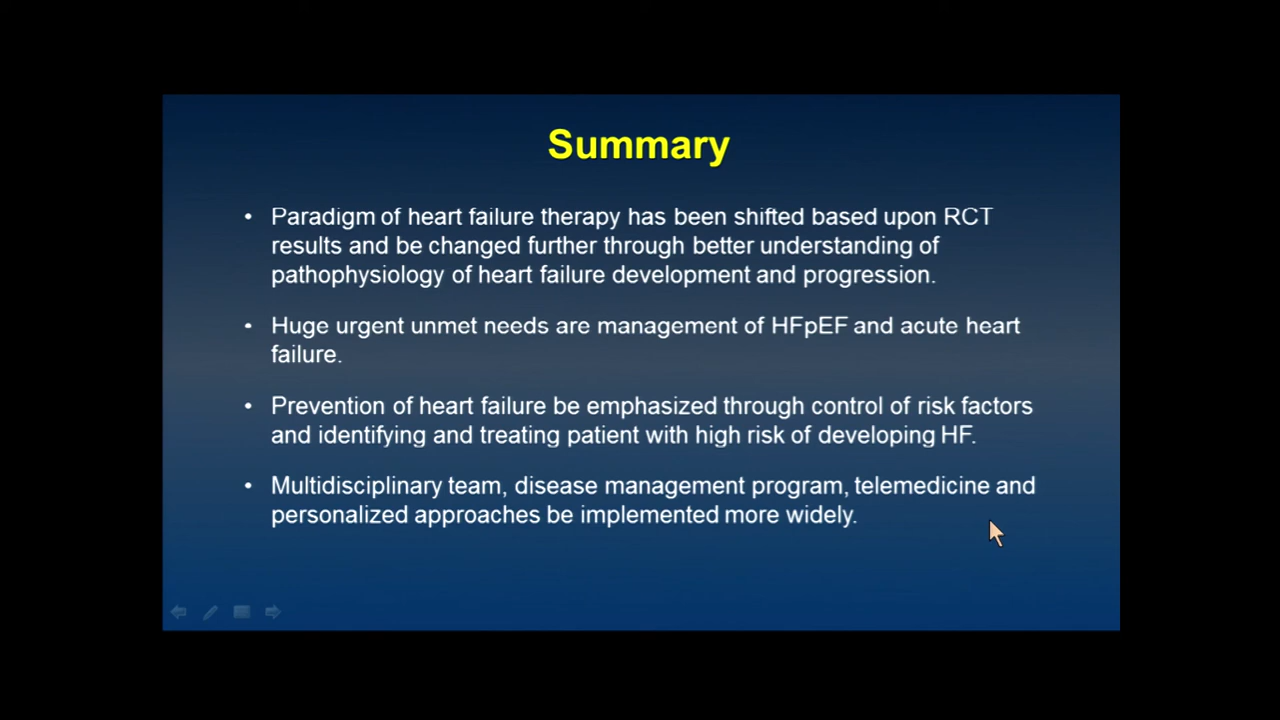 Summary
• Paradigm of heart failure therapy has been shifted based upon RCT
results and be changed further through better understanding of
pathophysiology of heart failure development and progression.
• Huge urgent unmet needs are management of HFpEF and acute heart
failure.
• Prevention of heart failure be emphasized through control of risk factors
and identifying and treating patient with high risk of developing HF.
• Multidisciplinary team, disease management program, telemedicine and
personalized approaches be implemented more widely.